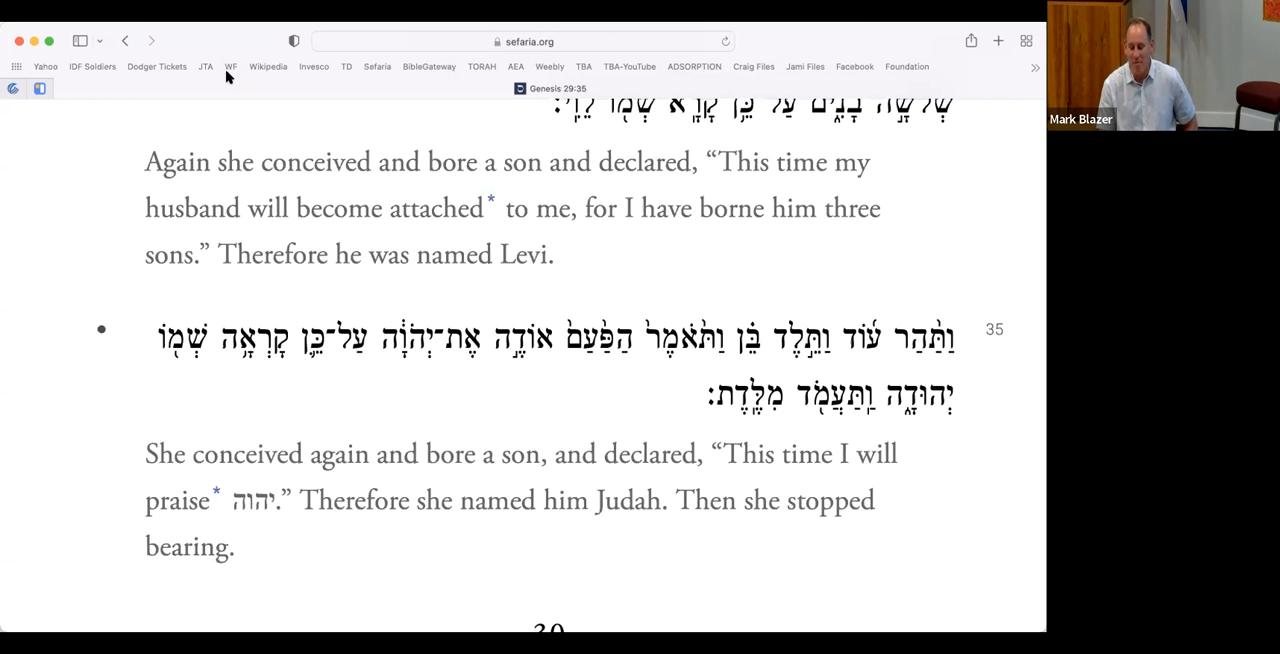 sefaria.org
Yahoo IDF Soldiers Dodger Tickets JTA WF Wikipedia Invesco TD Sefaria BibleGateway TORAH AEA Weebly TBA TBA-YouTube ADSORPTION Craig Files Jami Files Facebook Foundation
Genesis 29:35
Mark Blazer
שְׁלֹשָׁ֣ה בָנִ֑ים עַל כֵּ֥ן קָרָֽא שְׁמ֖וֹ לֵוִֽי׃
Again she conceived and bore a son and declared, “This time my
husband will become attached* to me, for I have borne him three
sons.” Therefore he was named Levi.
35
וַתַּ֨הַר ע֜וֹד וַתֵּ֣לֶד בֵּ֗ן וַתֹּ֙אמֶר֙ הַפַּ֙עַם֙ אוֹדֶ֣ה אֶת־יְהֹוָ֔ה עַל־כֵּ֛ן קָרְאָ֥ה שְׁמ֖וֹ
יְהוּדָ֑ה וַֽתַּעֲמֹ֖ד מִלֶּֽדֶת׃
She conceived again and bore a son, and declared, “This time I will
praise* יהוה.” Therefore she named him Judah. Then she stopped
bearing.
30